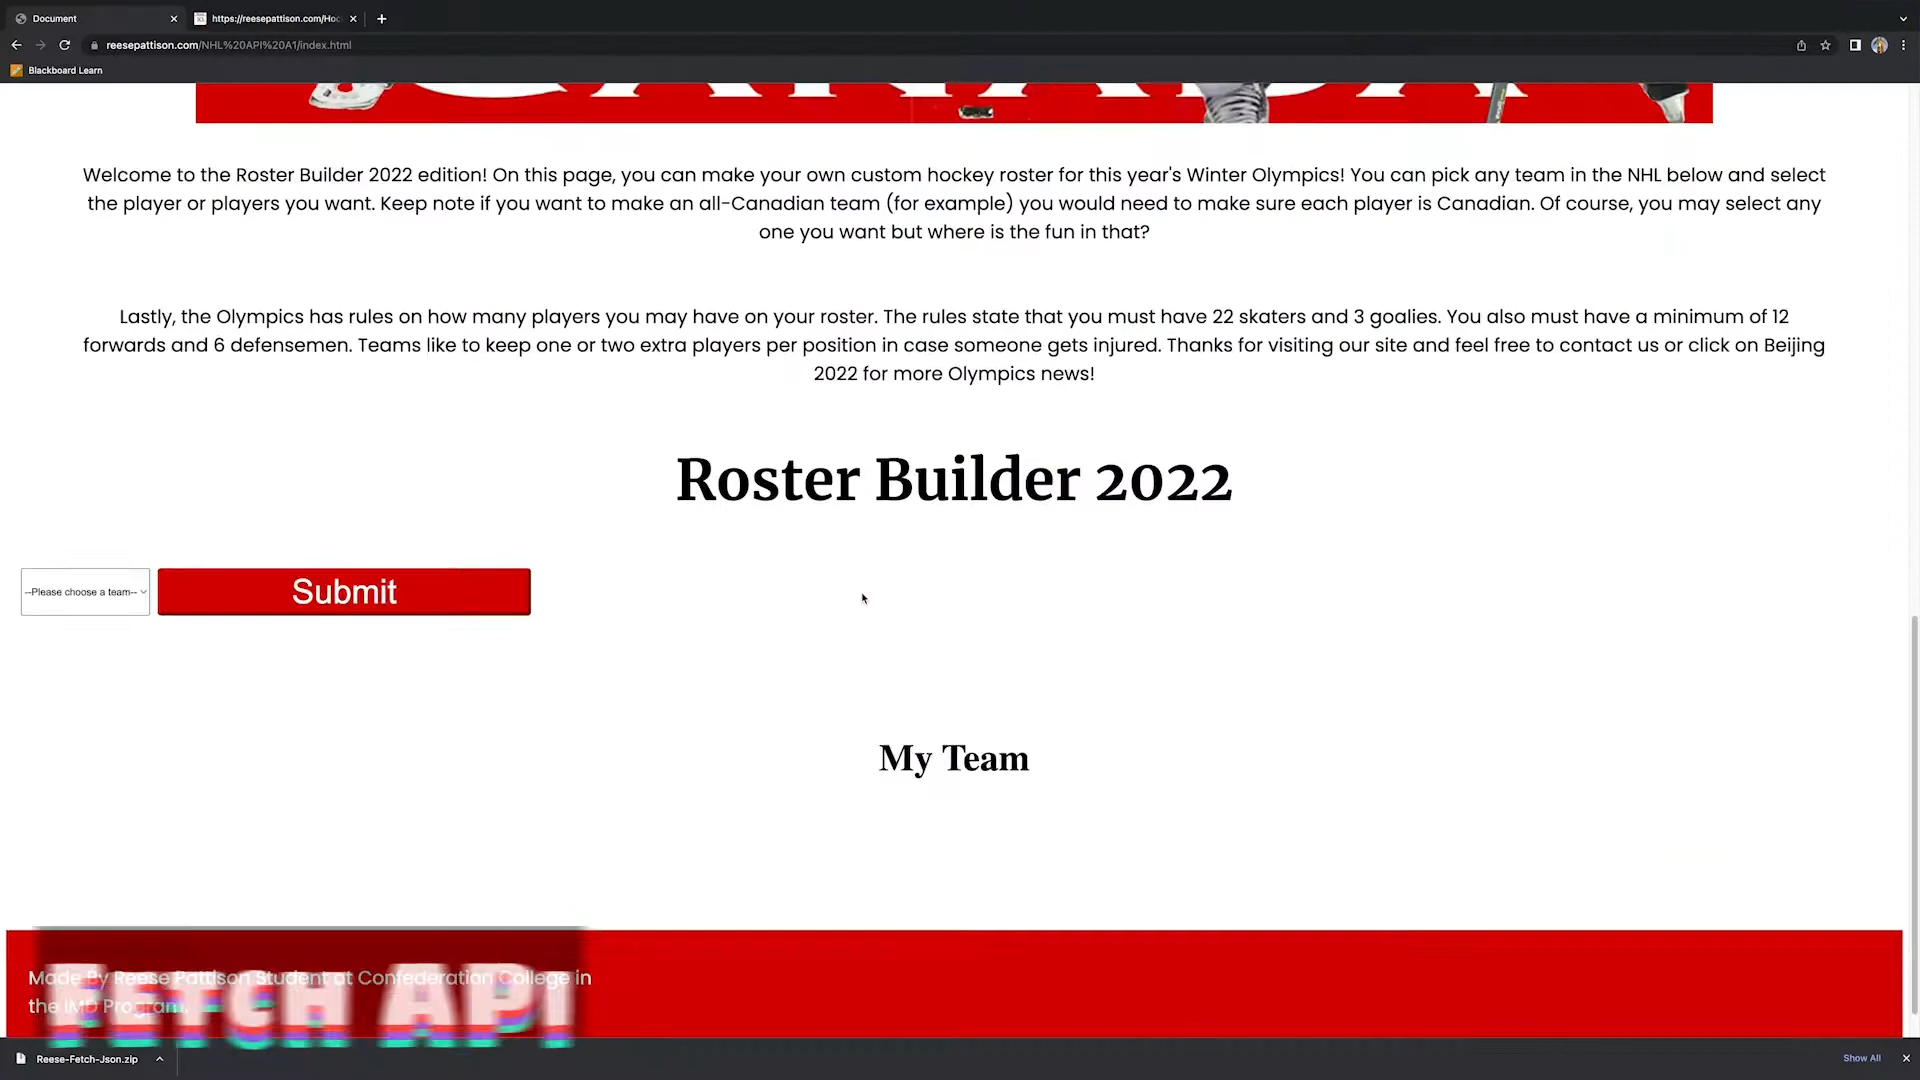 Document
https://reesepattison.com/Hoc
reesepattison.com/NHL%20API%20A1/index.html
Blackboard Learn
CANADA
Welcome to the Roster Builder 2022 edition! On this page, you can make your own custom hockey roster for this year's Winter Olympics! You can pick any team in the NHL below and select
the player or players you want. Keep note if you want to make an all-Canadian team (for example) you would need to make sure each player is Canadian. Of course, you may select any
one you want but where is the fun in that?
Lastly, the Olympics has rules on how many players you may have on your roster. The rules state that you must have 22 skaters and 3 goalies. You also must have a minimum of 12
forwards and 6 defensemen. Teams like to keep one or two extra players per position in case someone gets injured. Thanks for visiting our site and feel free to contact us or click on Beijing
2022 for more Olympics news!
Roster Builder 2022
--Please choose a team--
Submit
My Team
Made By Reese Pattison Student at Confederation College in
the IMD Program.
FETCH API
Reese-Fetch-Json.zip
Show All